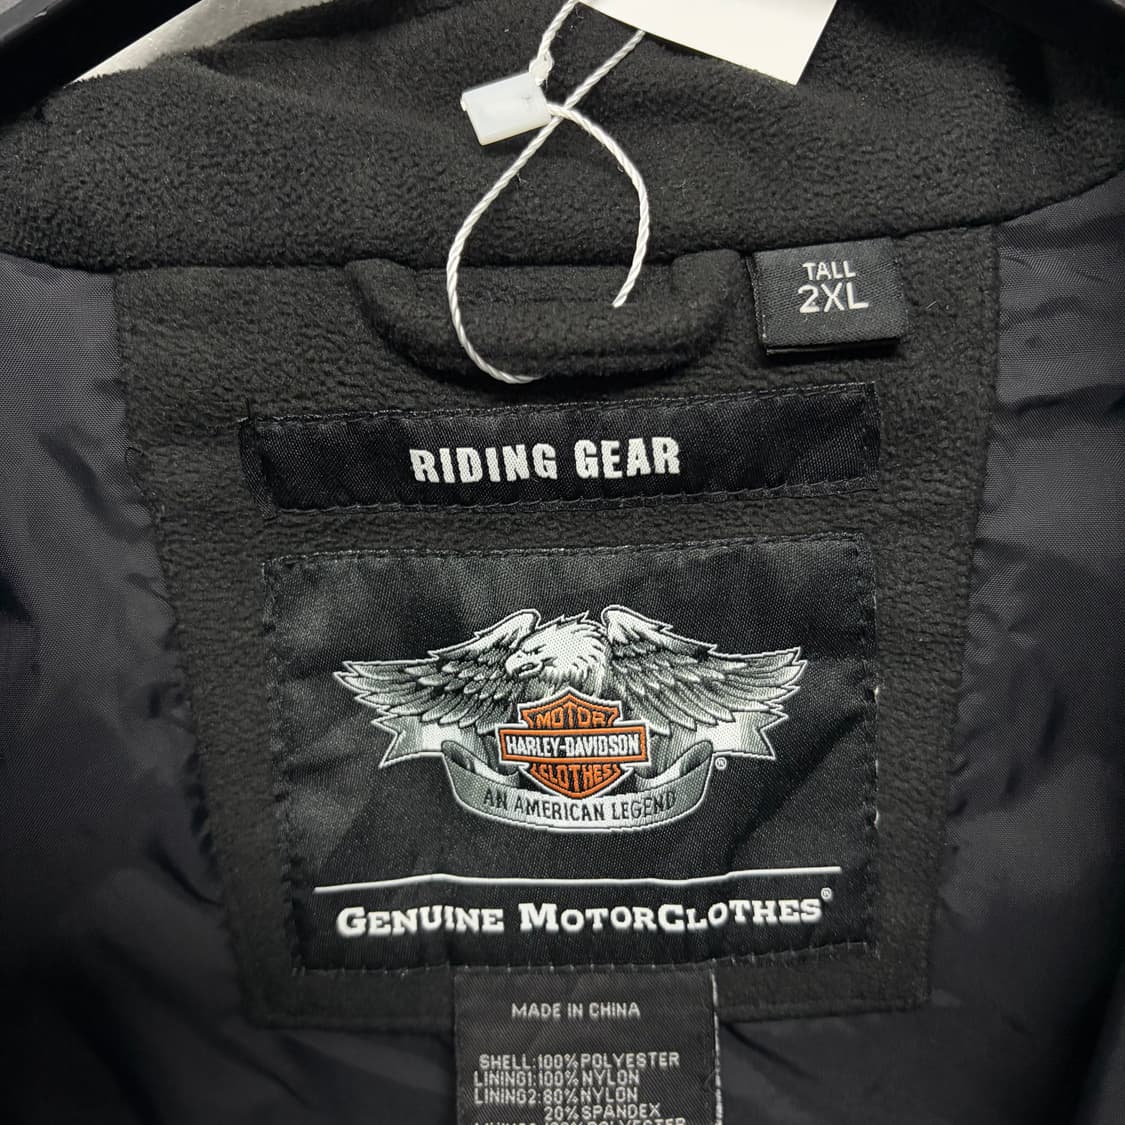 TALL
2XL
RIDING GEAR
MOTOR
HARLEY-DAVIDSON
CLOTHES
®
AN AMERICAN LEGEND
GENUINE MOTORCLOTHES®
MADE IN CHINA
SHELL:100%POLYESTER
LINING1:100%NYLON
LINING2:80%NYLON
20%SPANDEX